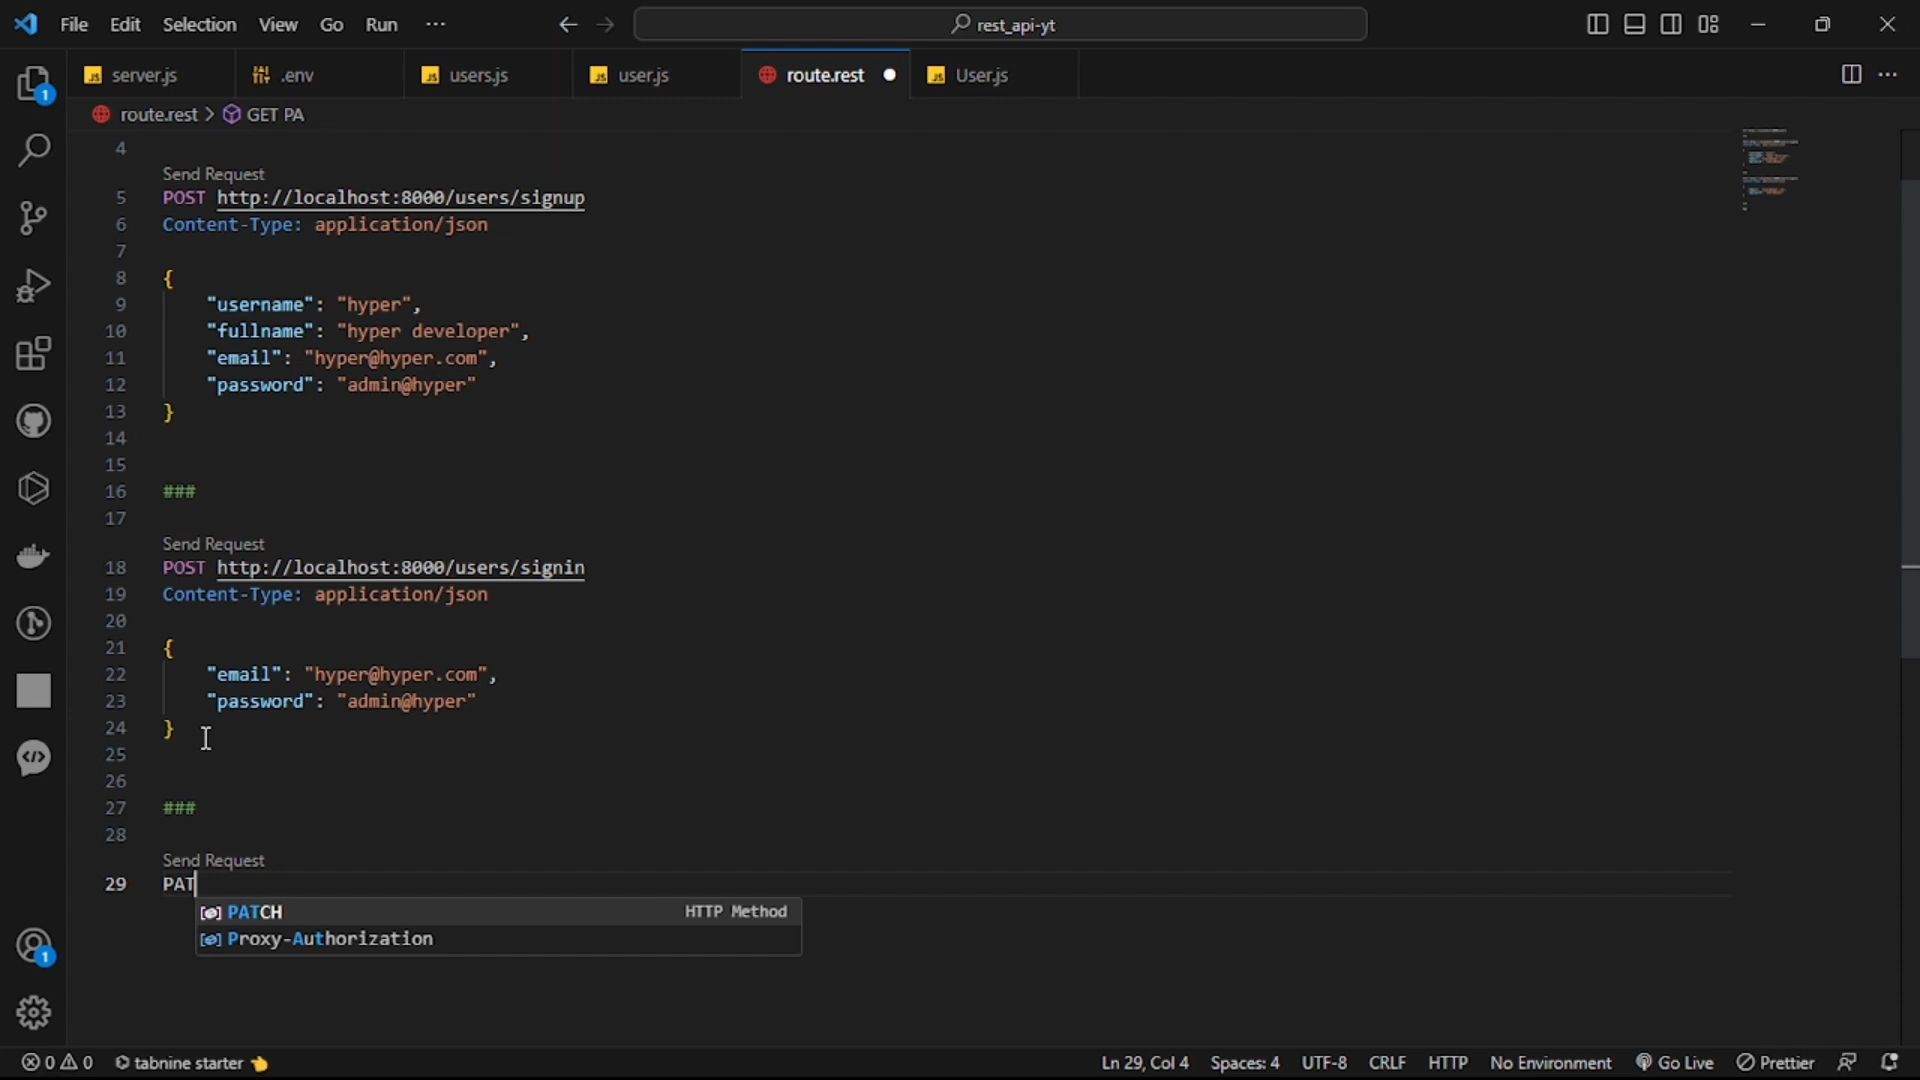 File Edit Selection View Go Run ··· rest_api-yt
1 server.js .env users.js user.js route.rest User.js
route.rest > GET PA
4
Send Request
5 POST http://localhost:8000/users/signup
6 Content-Type: application/json
7
8 {
9 "username": "hyper",
10 "fullname": "hyper developer",
11 "email": "hyper@hyper.com",
12 "password": "admin@hyper"
13 }
14
15
16 ###
17
Send Request
18 POST http://localhost:8000/users/signin
19 Content-Type: application/json
20
21 {
22 "email": "hyper@hyper.com",
23 "password": "admin@hyper"
24 }
25
26
27 ###
28
Send Request
29 PAT
PATCH HTTP Method
Proxy-Authorization
1
0 0 tabnine starter Ln 29, Col 4 Spaces: 4 UTF-8 CRLF HTTP No Environment Go Live Prettier